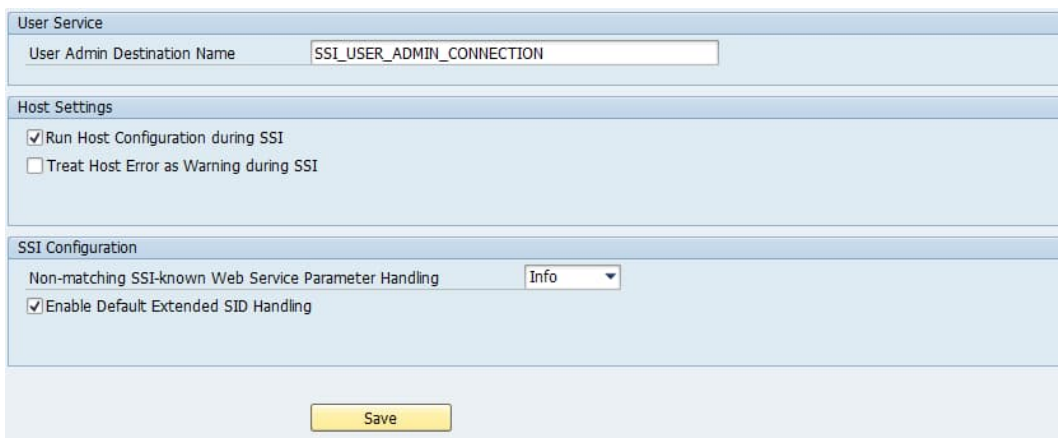 User Service
User Admin Destination Name SSI_USER_ADMIN_CONNECTION
Host Settings
Run Host Configuration during SSI
Treat Host Error as Warning during SSI
SSI Configuration
Non-matching SSI-known Web Service Parameter Handling Info
Enable Default Extended SID Handling
Save